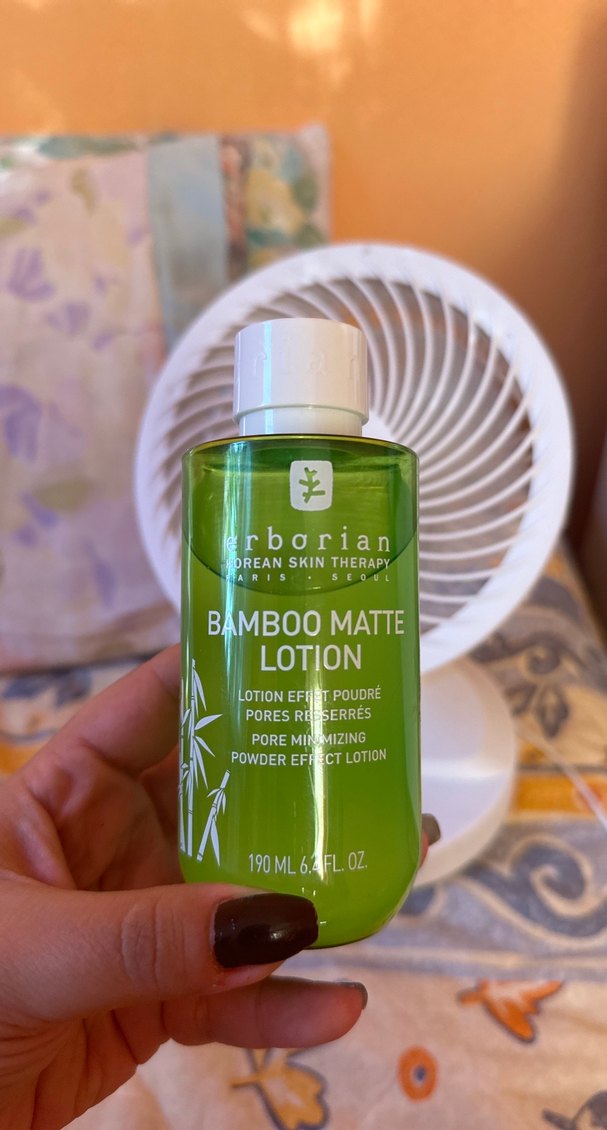 erborian
KOREAN SKIN THERAPY
PARIS · SEOUL
BAMBOO MATTE
LOTION
LOTION EFFET POUDRÉ
PORES RESSERRÉS
PORE MINIMIZING
POWDER EFFECT LOTION
190 ML 6.4 FL. OZ.